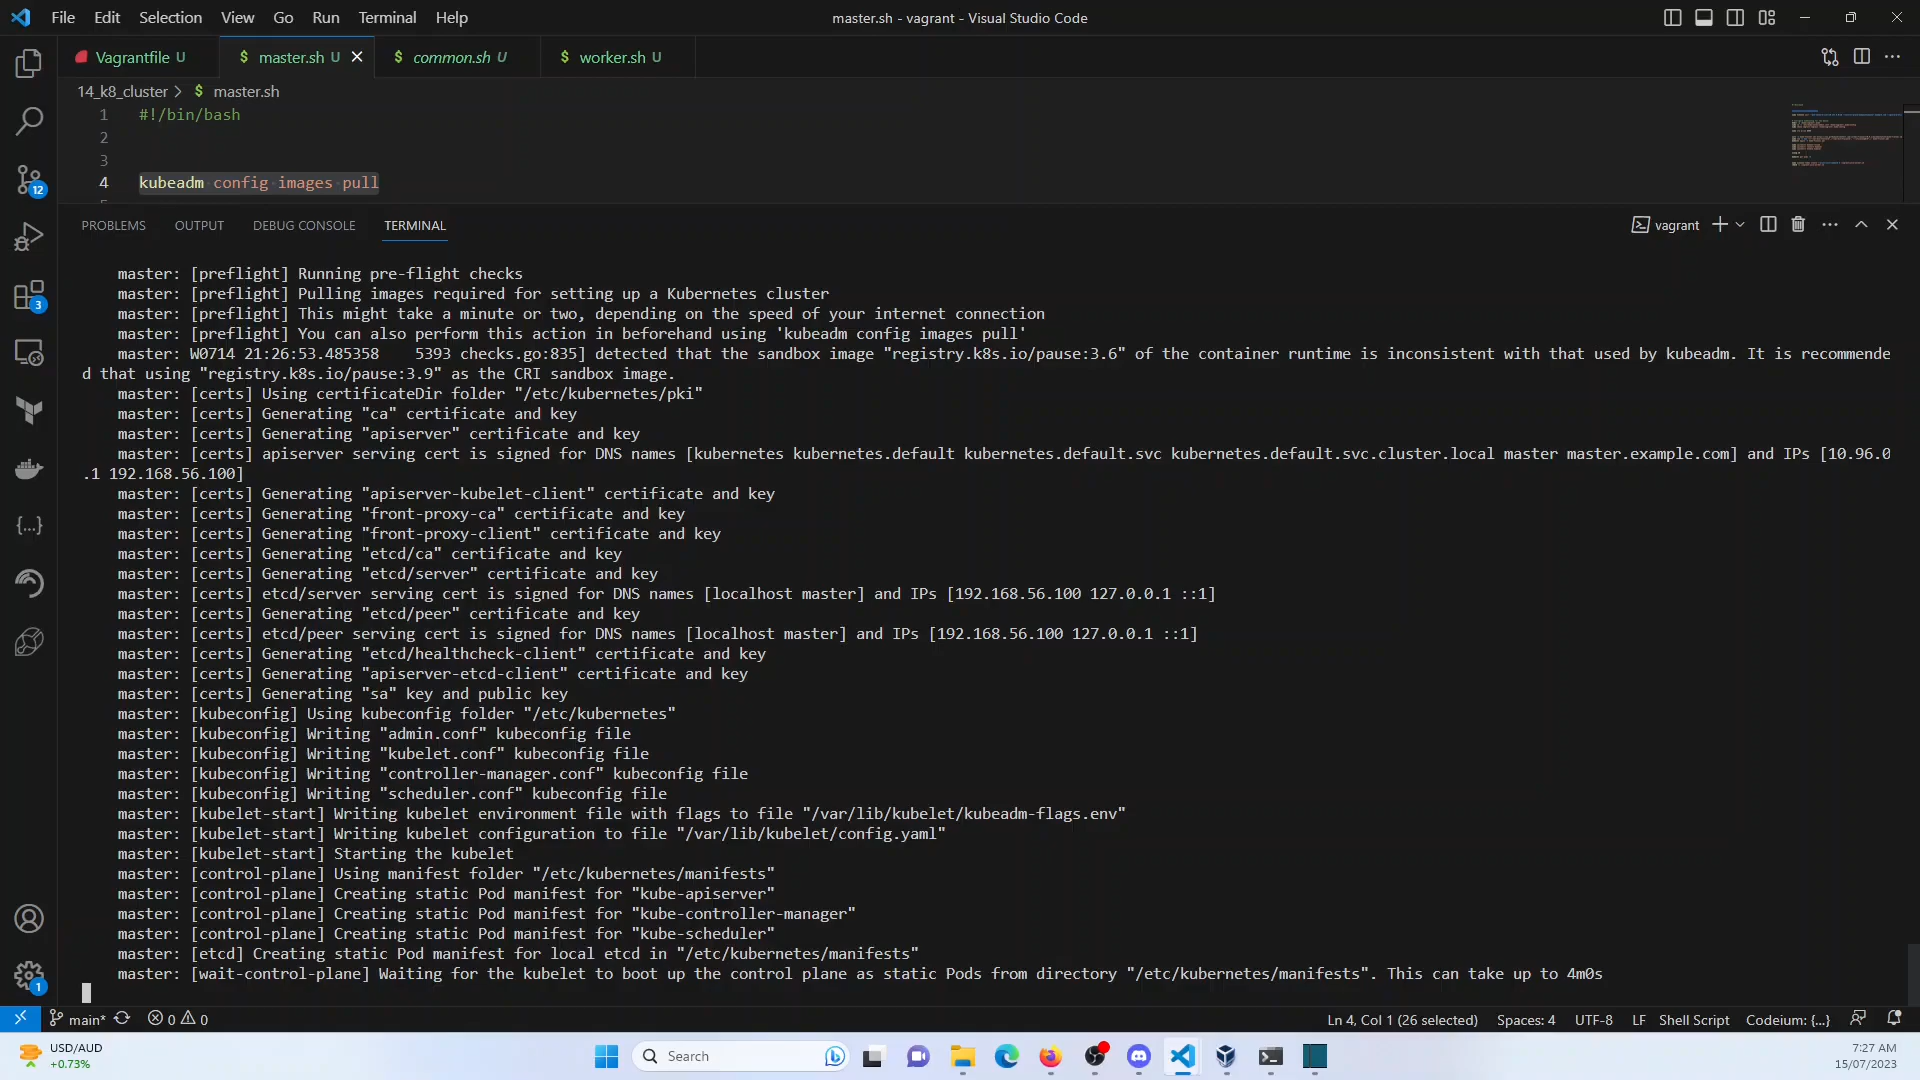 File Edit Selection View Go Run Terminal Help
master.sh - vagrant - Visual Studio Code
Vagrantfile U
$ master.sh U
$ common.sh U
$ worker.sh U
14_k8_cluster > $ master.sh
1 #!/bin/bash
2
3
4 kubeadm config images pull
PROBLEMS OUTPUT DEBUG CONSOLE TERMINAL
vagrant
master: [preflight] Running pre-flight checks
master: [preflight] Pulling images required for setting up a Kubernetes cluster
master: [preflight] This might take a minute or two, depending on the speed of your internet connection
master: [preflight] You can also perform this action in beforehand using 'kubeadm config images pull'
master: W0714 21:26:53.485358    5393 checks.go:835] detected that the sandbox image "registry.k8s.io/pause:3.6" of the container runtime is inconsistent with that used by kubeadm. It is recommende
d that using "registry.k8s.io/pause:3.9" as the CRI sandbox image.
master: [certs] Using certificateDir folder "/etc/kubernetes/pki"
master: [certs] Generating "ca" certificate and key
master: [certs] Generating "apiserver" certificate and key
master: [certs] apiserver serving cert is signed for DNS names [kubernetes kubernetes.default kubernetes.default.svc kubernetes.default.svc.cluster.local master master.example.com] and IPs [10.96.0
.1 192.168.56.100]
master: [certs] Generating "apiserver-kubelet-client" certificate and key
master: [certs] Generating "front-proxy-ca" certificate and key
master: [certs] Generating "front-proxy-client" certificate and key
master: [certs] Generating "etcd/ca" certificate and key
master: [certs] Generating "etcd/server" certificate and key
master: [certs] etcd/server serving cert is signed for DNS names [localhost master] and IPs [192.168.56.100 127.0.0.1 ::1]
master: [certs] Generating "etcd/peer" certificate and key
master: [certs] etcd/peer serving cert is signed for DNS names [localhost master] and IPs [192.168.56.100 127.0.0.1 ::1]
master: [certs] Generating "etcd/healthcheck-client" certificate and key
master: [certs] Generating "apiserver-etcd-client" certificate and key
master: [certs] Generating "sa" key and public key
master: [kubeconfig] Using kubeconfig folder "/etc/kubernetes"
master: [kubeconfig] Writing "admin.conf" kubeconfig file
master: [kubeconfig] Writing "kubelet.conf" kubeconfig file
master: [kubeconfig] Writing "controller-manager.conf" kubeconfig file
master: [kubeconfig] Writing "scheduler.conf" kubeconfig file
master: [kubelet-start] Writing kubelet environment file with flags to file "/var/lib/kubelet/kubeadm-flags.env"
master: [kubelet-start] Writing kubelet configuration to file "/var/lib/kubelet/config.yaml"
master: [kubelet-start] Starting the kubelet
master: [control-plane] Using manifest folder "/etc/kubernetes/manifests"
master: [control-plane] Creating static Pod manifest for "kube-apiserver"
master: [control-plane] Creating static Pod manifest for "kube-controller-manager"
master: [control-plane] Creating static Pod manifest for "kube-scheduler"
master: [etcd] Creating static Pod manifest for local etcd in "/etc/kubernetes/manifests"
master: [wait-control-plane] Waiting for the kubelet to boot up the control plane as static Pods from directory "/etc/kubernetes/manifests". This can take up to 4m0s
12
3
1
main* 0 0
Ln 4, Col 1 (26 selected) Spaces: 4 UTF-8 LF Shell Script Codeium: {...}
USD/AUD
+0.73%
Search
7:27 AM
15/07/2023